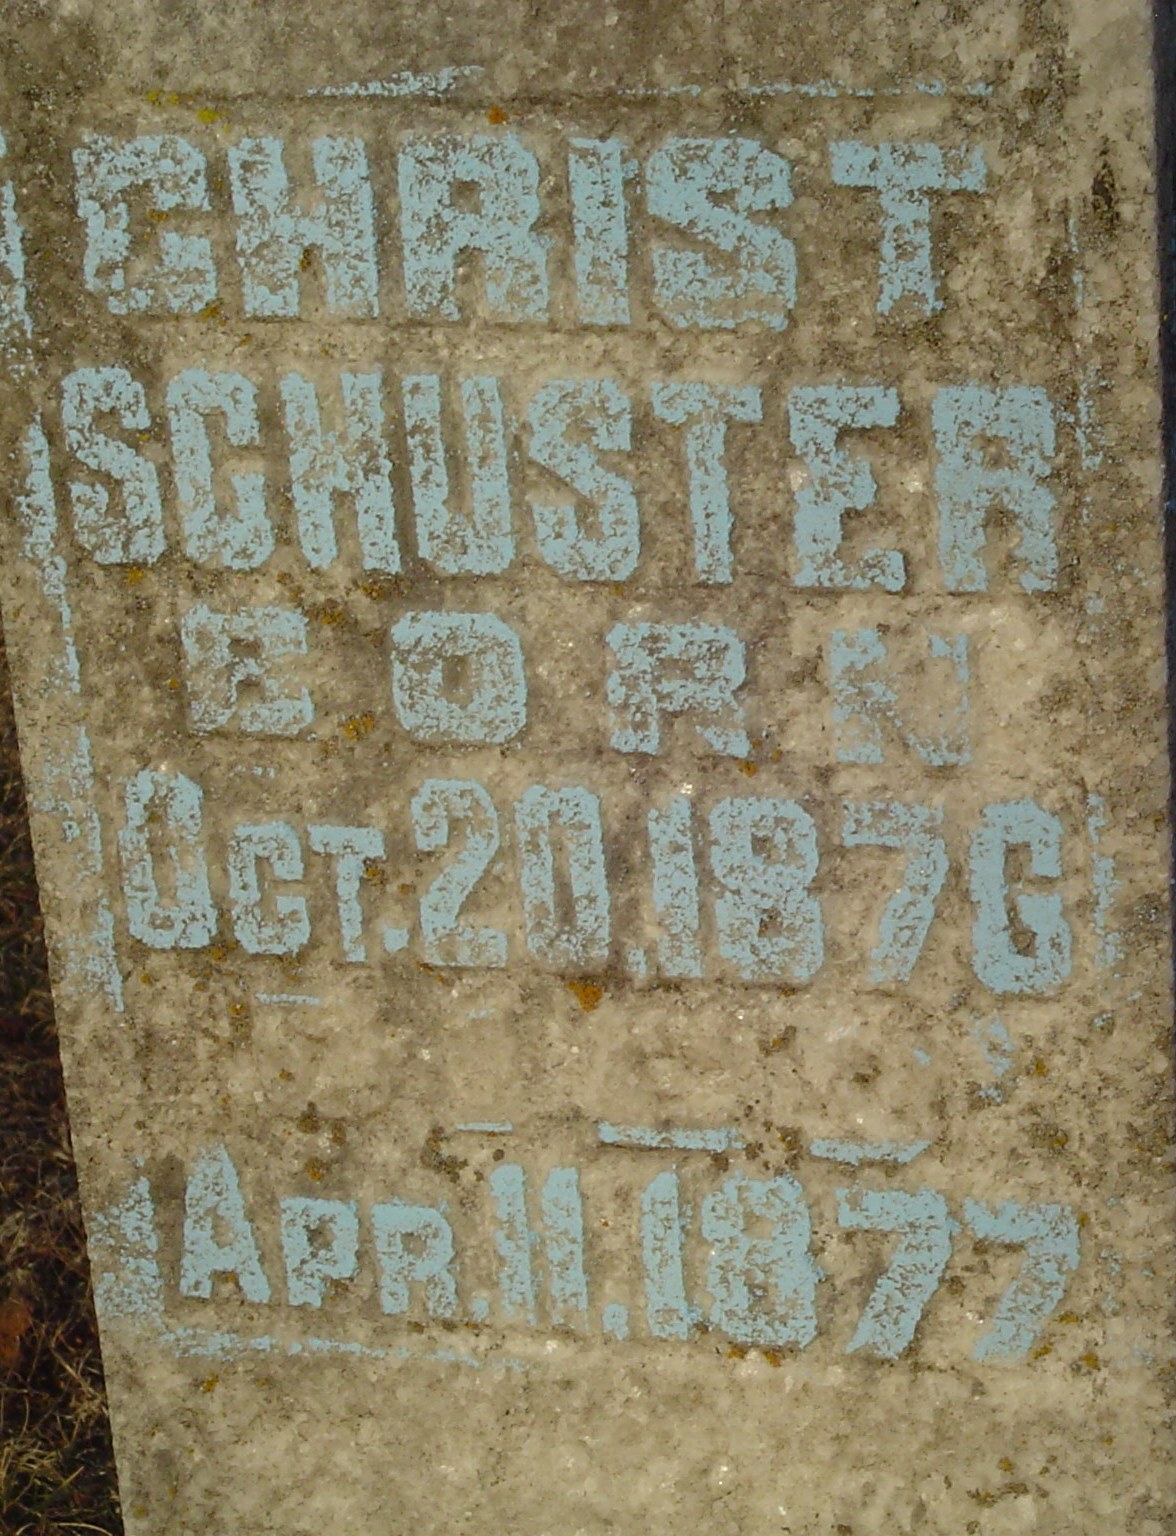 CHRIST
SCHUSTER
BORN
OCT. 20. 1876
APR. 11. 1877